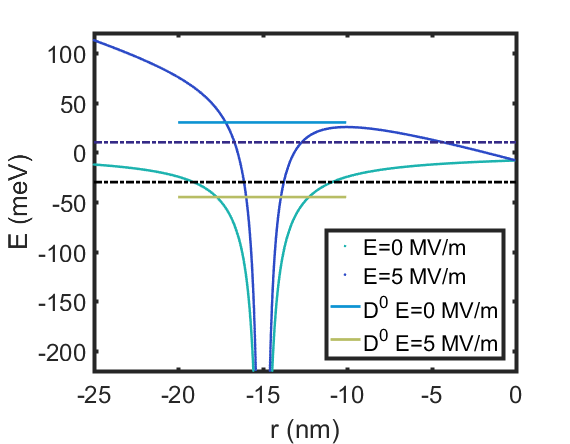 100
50
0
-50
-100
-150
-200
E (meV)
E=0 MV/m
E=5 MV/m
D⁰ E=0 MV/m
D⁰ E=5 MV/m
-25 -20 -15 -10 -5 0
r (nm)